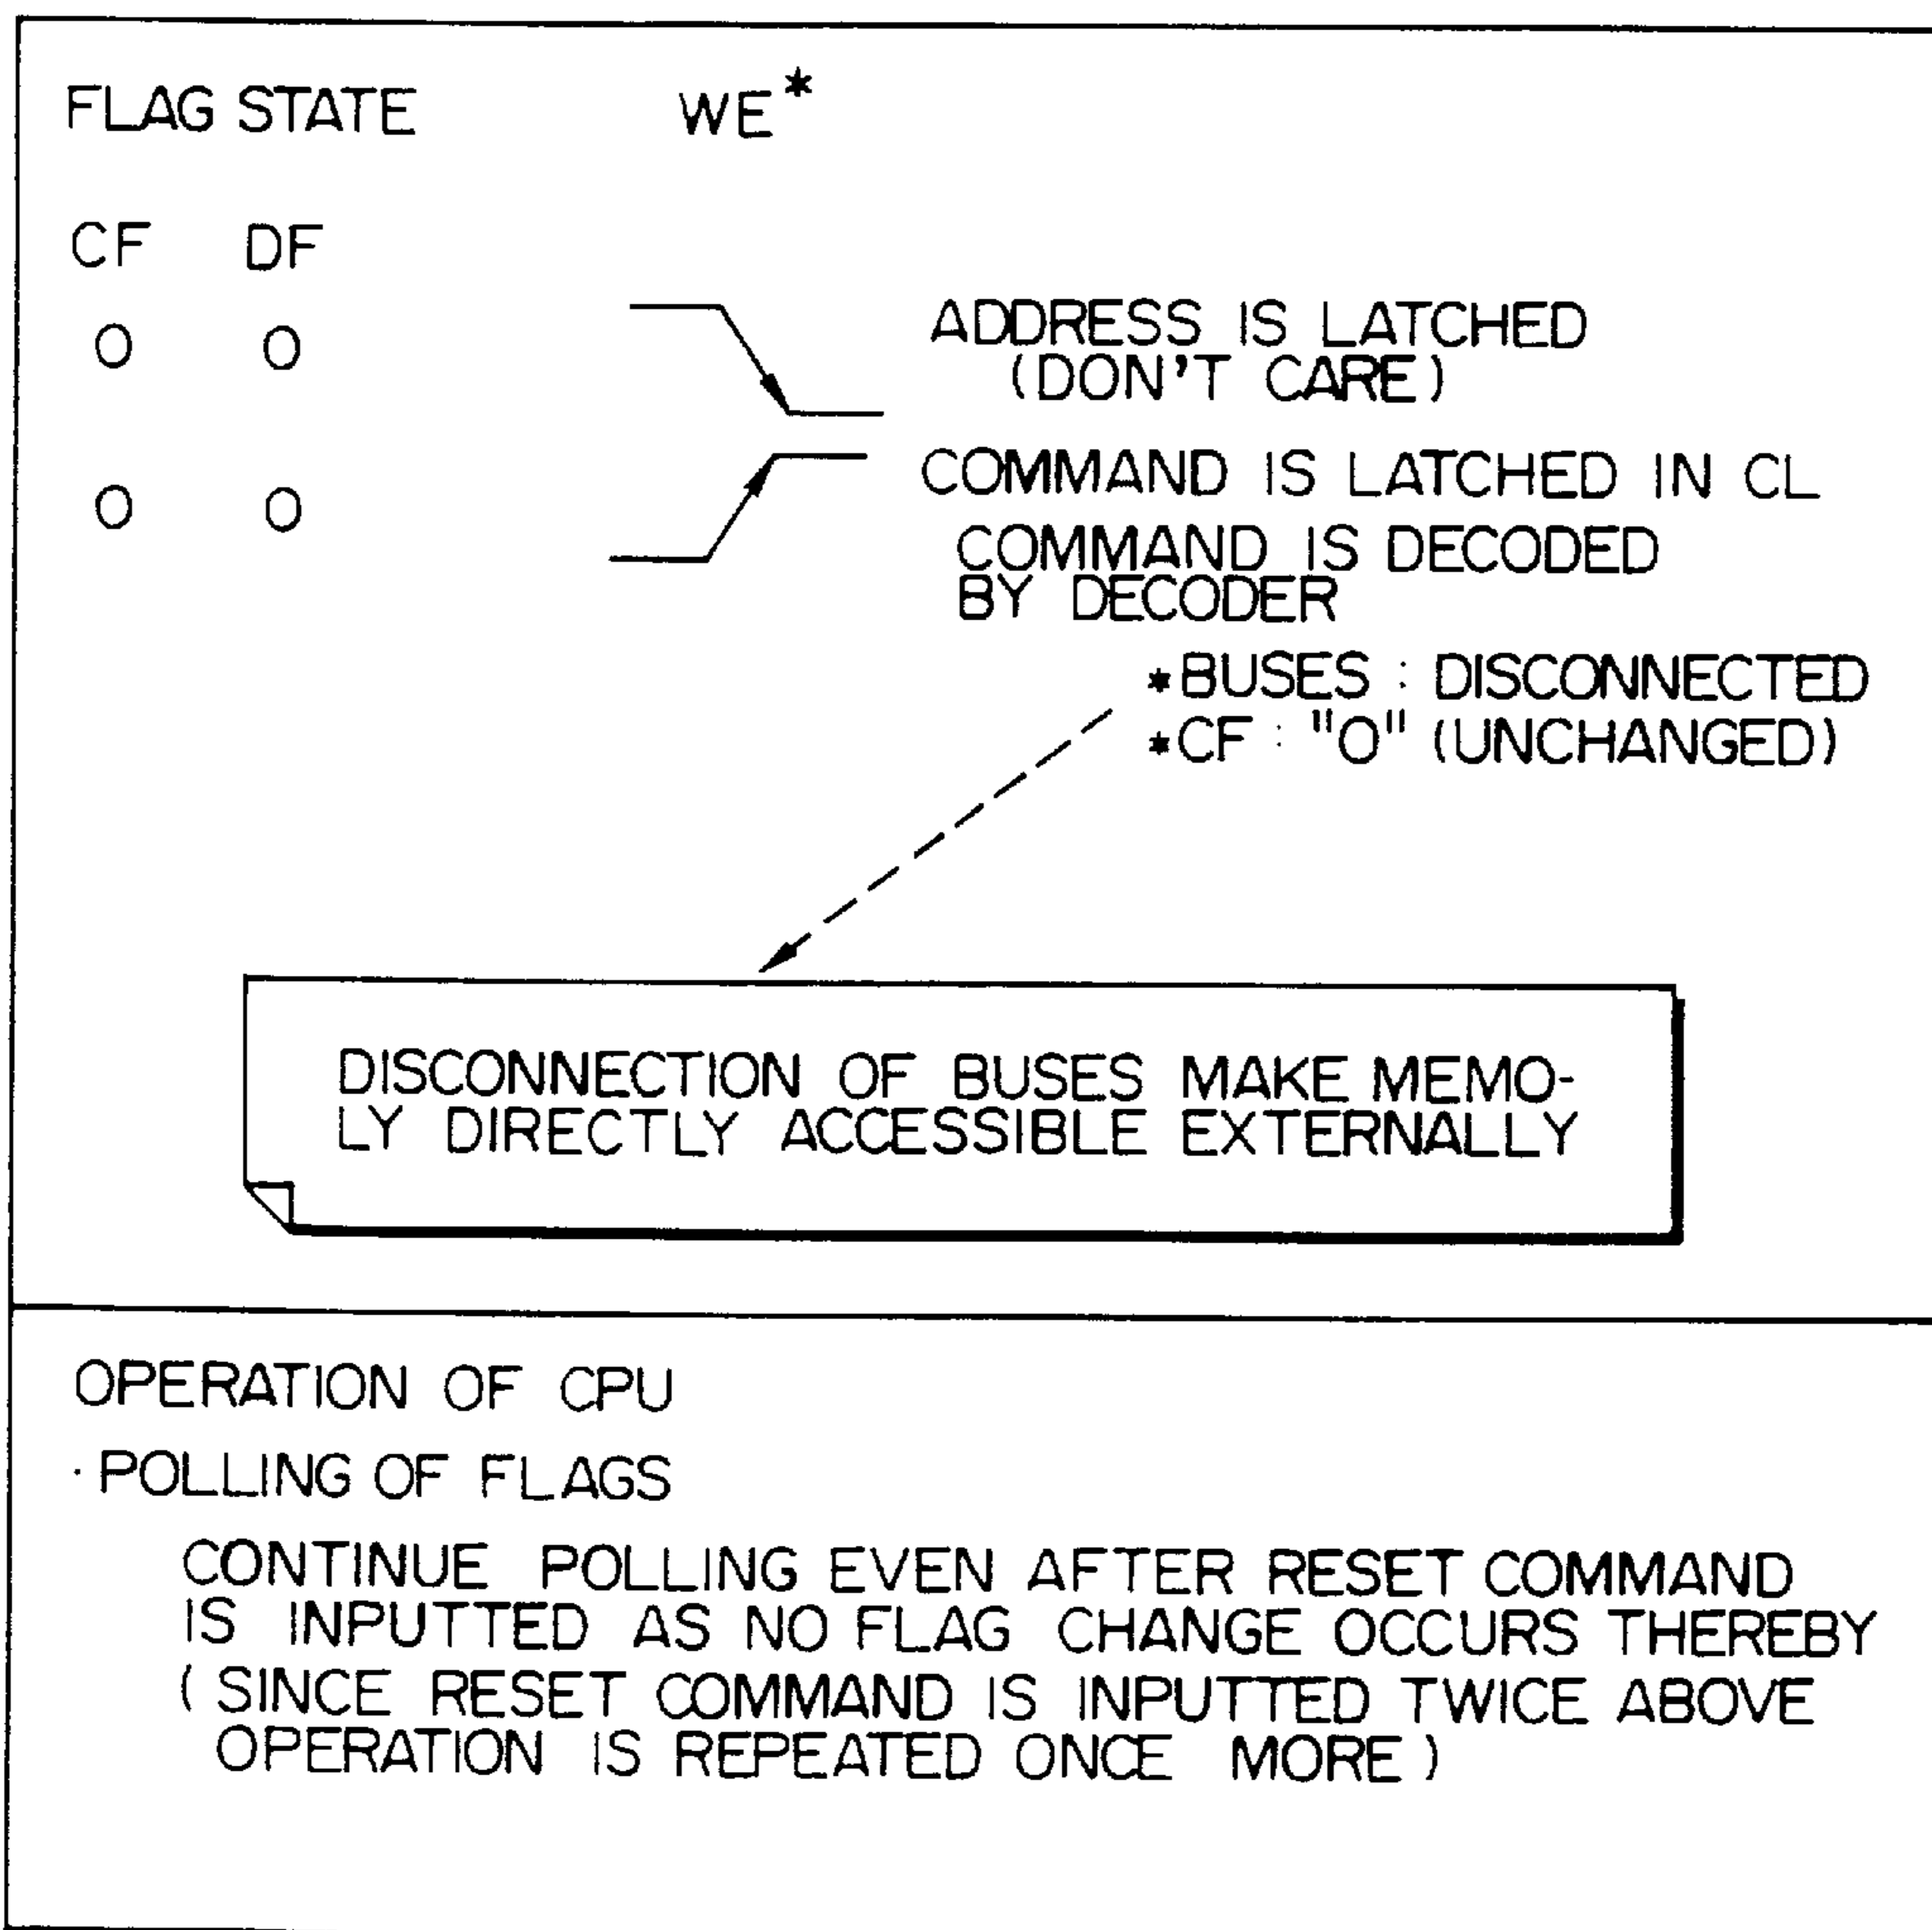 FLAG STATE WE*
CF DF
0 0 ADDRESS IS LATCHED
(DON'T CARE)
0 0 COMMAND IS LATCHED IN CL
COMMAND IS DECODED
BY DECODER
*BUSES : DISCONNECTED
*CF : "0" (UNCHANGED)
DISCONNECTION OF BUSES MAKE MEMO-
LY DIRECTLY ACCESSIBLE EXTERNALLY
OPERATION OF CPU
· POLLING OF FLAGS
CONTINUE POLLING EVEN AFTER RESET COMMAND
IS INPUTTED AS NO FLAG CHANGE OCCURS THEREBY
( SINCE RESET COMMAND IS INPUTTED TWICE ABOVE
OPERATION IS REPEATED ONCE MORE )